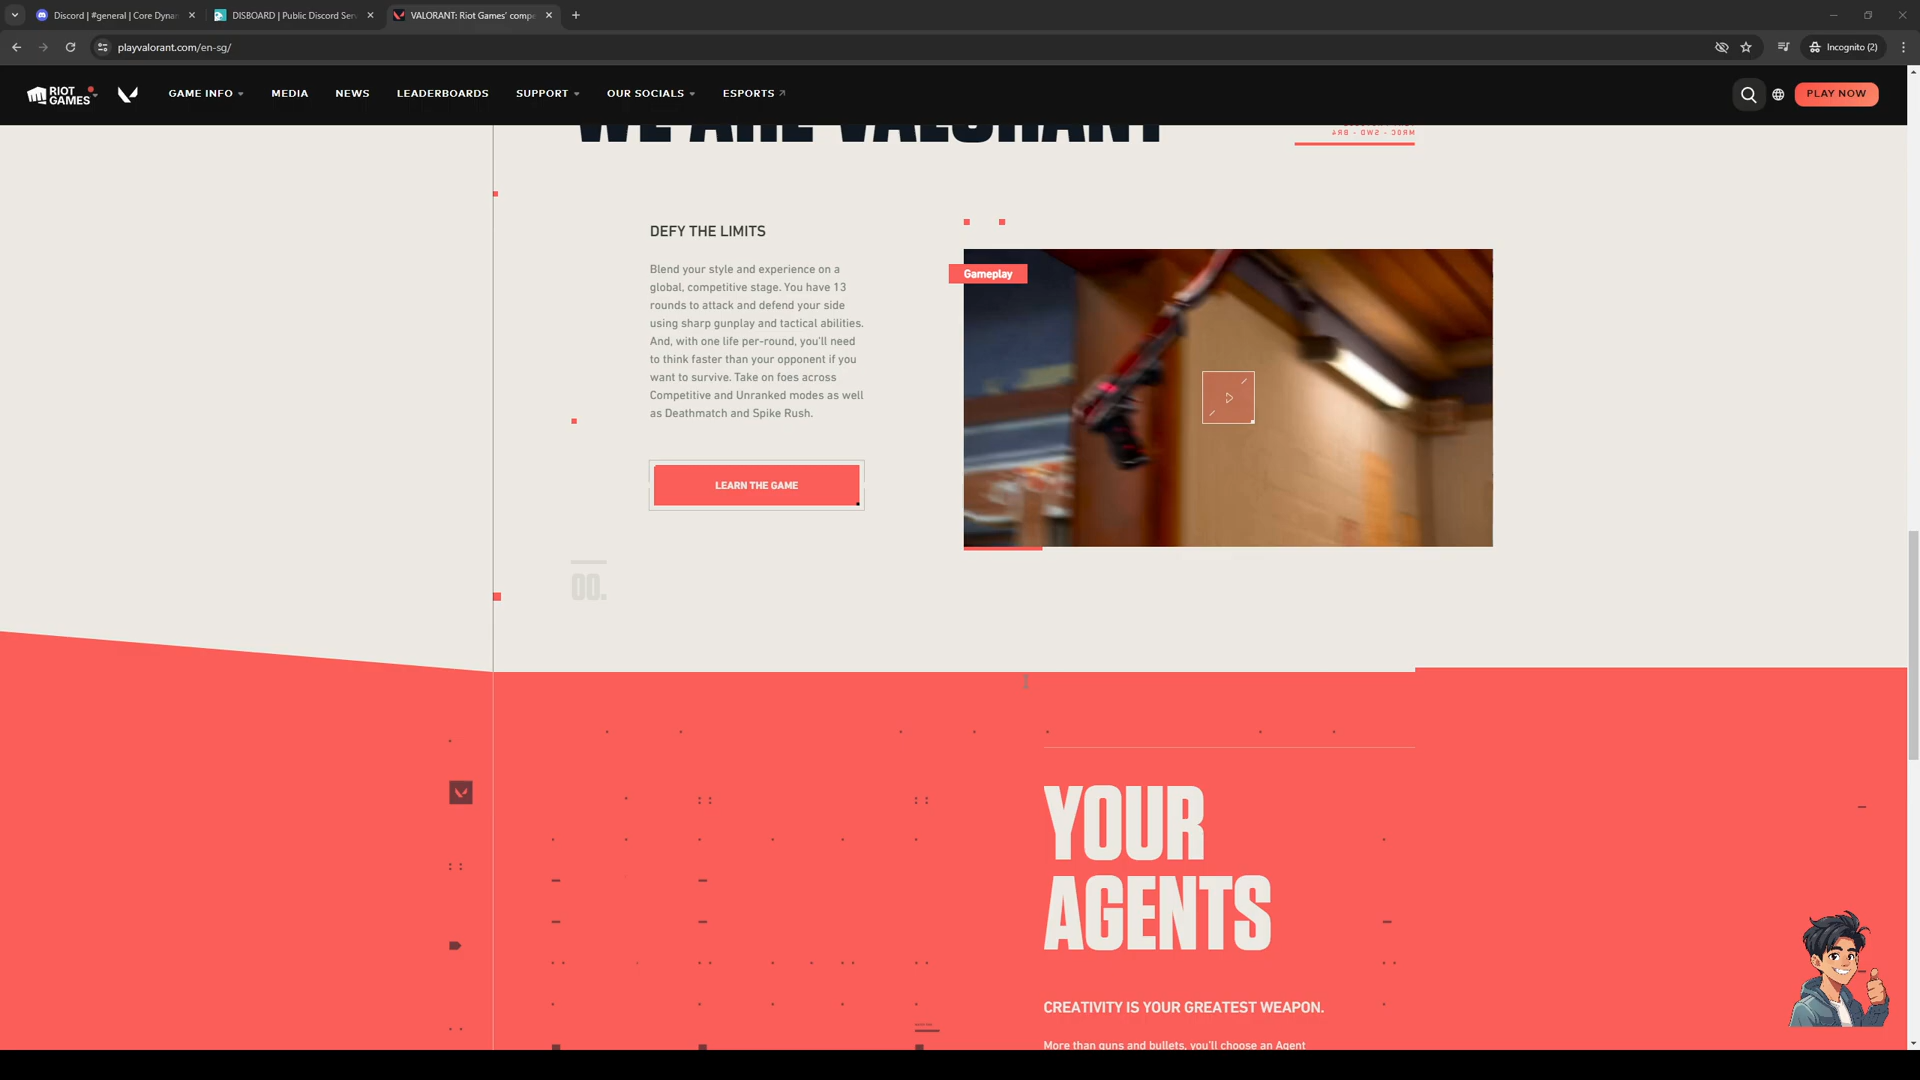 Discord | #general | Core Dynam
DISBOARD | Public Discord Serv
VALORANT: Riot Games' compe
playvalorant.com/en-sg/
Incognito (2)
RIOT GAMES
GAME INFO
MEDIA
NEWS
LEADERBOARDS
SUPPORT
OUR SOCIALS
ESPORTS
PLAY NOW
WE ARE VALORANT
DEFY THE LIMITS
Blend your style and experience on a
global, competitive stage. You have 13
rounds to attack and defend your side
using sharp gunplay and tactical abilities.
And, with one life per-round, you'll need
to think faster than your opponent if you
want to survive. Take on foes across
Competitive and Unranked modes as well
as Deathmatch and Spike Rush.
LEARN THE GAME
Gameplay
00.
YOUR
AGENTS
CREATIVITY IS YOUR GREATEST WEAPON.
More than guns and bullets, you'll choose an Agent